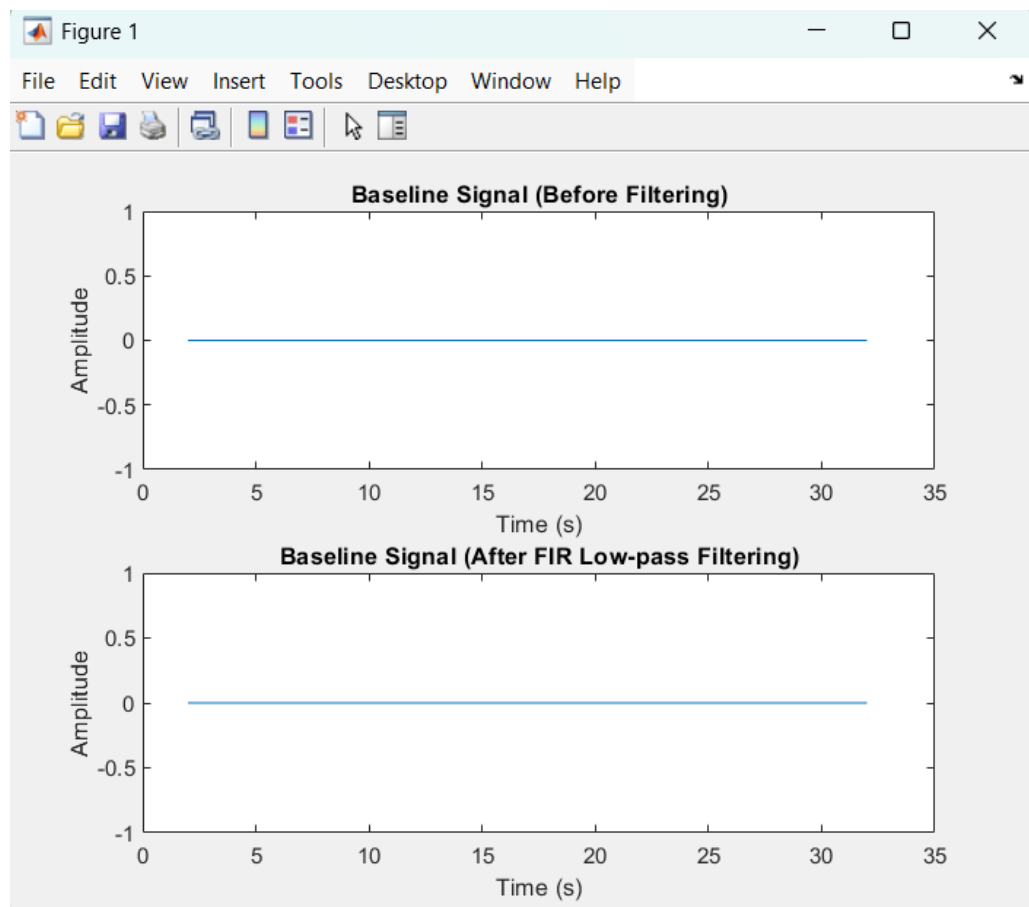 Figure 1
File Edit View Insert Tools Desktop Window Help
Baseline Signal (Before Filtering)
1
0.5
0
-0.5
-1
Amplitude
0 5 10 15 20 25 30 35
Time (s)
Baseline Signal (After FIR Low-pass Filtering)
1
0.5
0
-0.5
-1
Amplitude
0 5 10 15 20 25 30 35
Time (s)